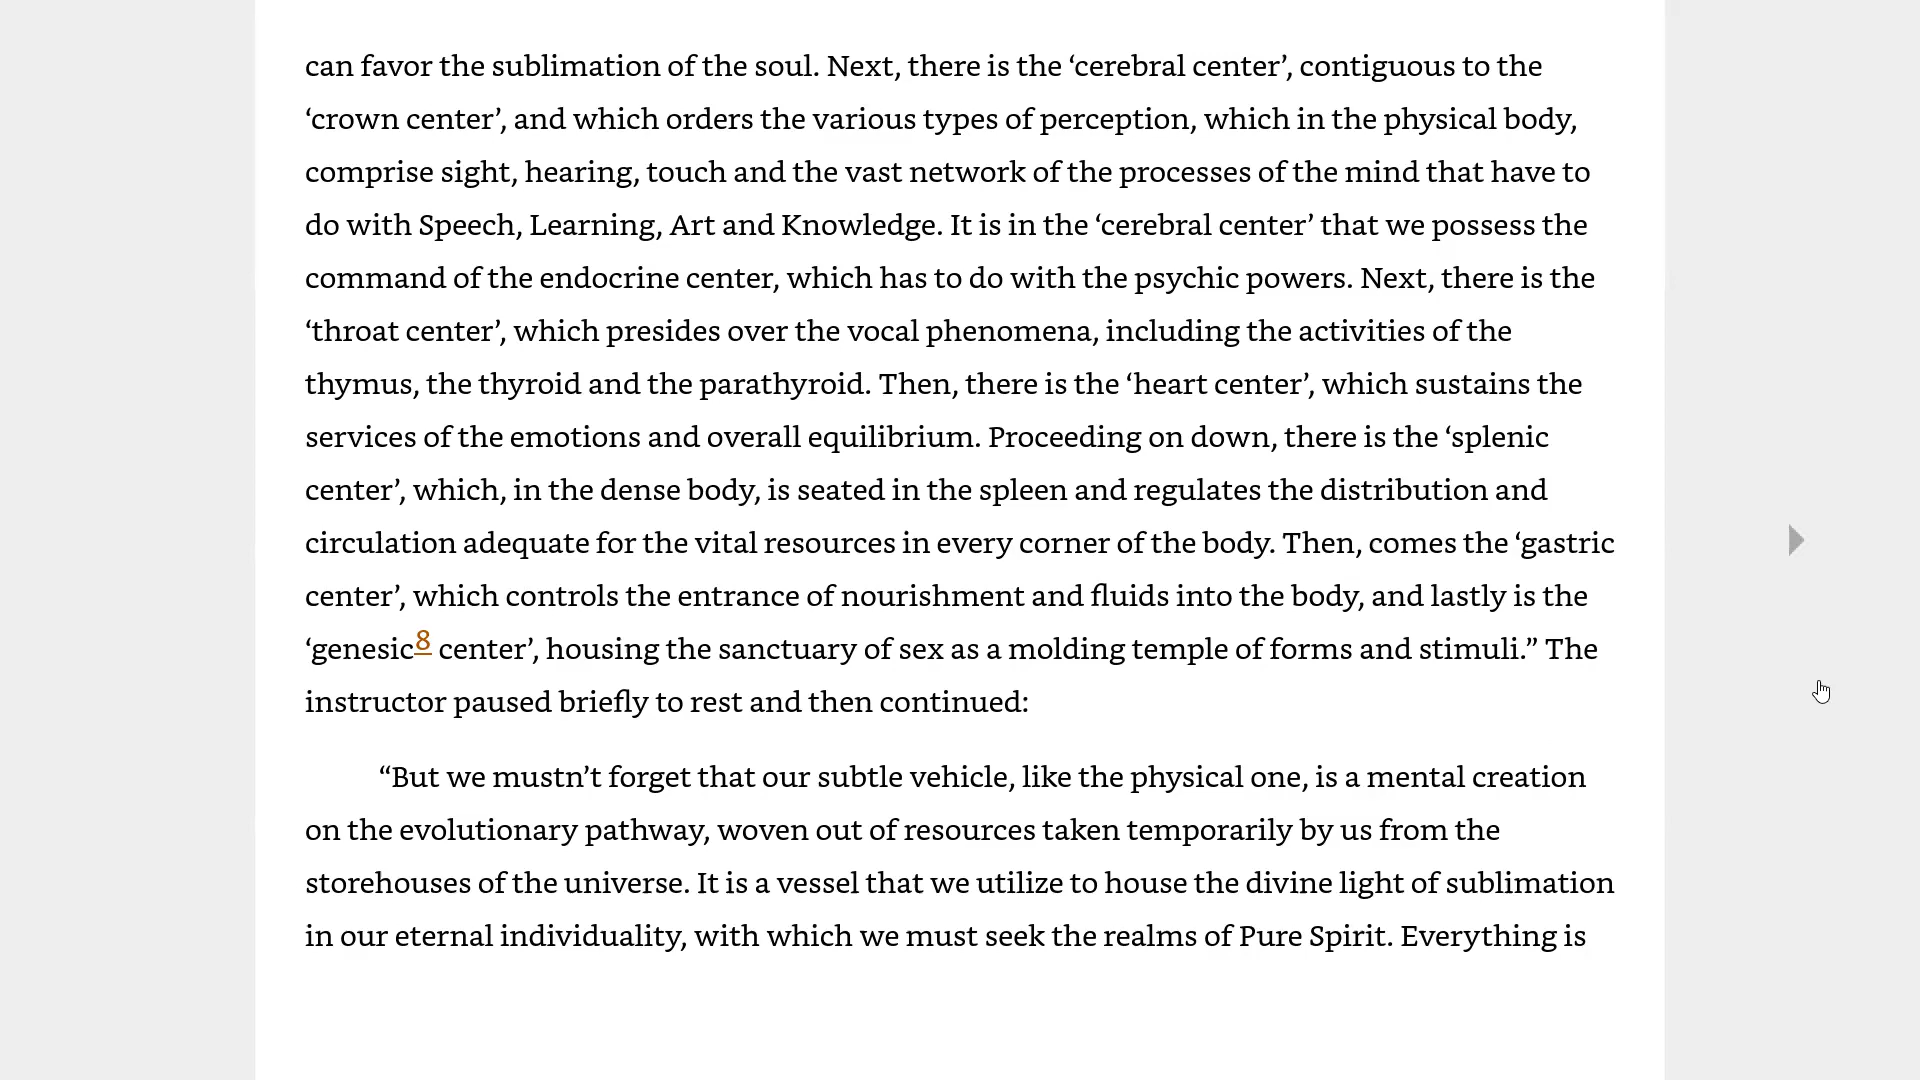 can favor the sublimation of the soul. Next, there is the ‘cerebral center’, contiguous to the
‘crown center’, and which orders the various types of perception, which in the physical body,
comprise sight, hearing, touch and the vast network of the processes of the mind that have to
do with Speech, Learning, Art and Knowledge. It is in the ‘cerebral center’ that we possess the
command of the endocrine center, which has to do with the psychic powers. Next, there is the
‘throat center’, which presides over the vocal phenomena, including the activities of the
thymus, the thyroid and the parathyroid. Then, there is the ‘heart center’, which sustains the
services of the emotions and overall equilibrium. Proceeding on down, there is the ‘splenic
center’, which, in the dense body, is seated in the spleen and regulates the distribution and
circulation adequate for the vital resources in every corner of the body. Then, comes the ‘gastric
center’, which controls the entrance of nourishment and fluids into the body, and lastly is the
‘genesic8 center’, housing the sanctuary of sex as a molding temple of forms and stimuli.” The
instructor paused briefly to rest and then continued:
“But we mustn’t forget that our subtle vehicle, like the physical one, is a mental creation
on the evolutionary pathway, woven out of resources taken temporarily by us from the
storehouses of the universe. It is a vessel that we utilize to house the divine light of sublimation
in our eternal individuality, with which we must seek the realms of Pure Spirit. Everything is